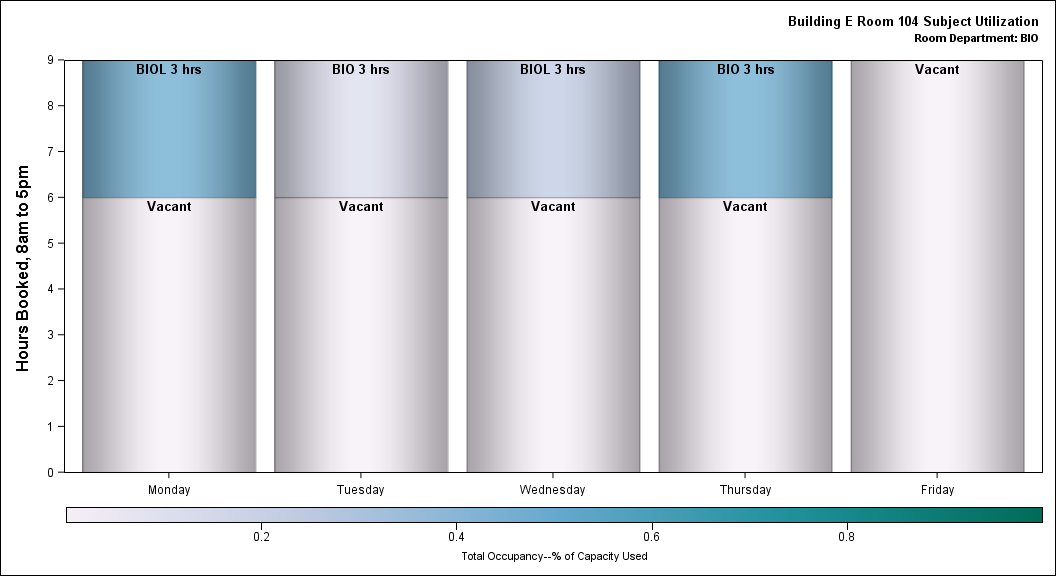 Building E Room 104 Subject Utilization
Room Department: BIO
Hours Booked, 8am to 5pm
9
8
7
6
5
4
3
2
1
0
BIOL 3 hrs
BIO 3 hrs
BIOL 3 hrs
BIO 3 hrs
Vacant
Vacant
Vacant
Vacant
Vacant
Monday
Tuesday
Wednesday
Thursday
Friday
0.2
0.4
0.6
0.8
Total Occupancy--% of Capacity Used